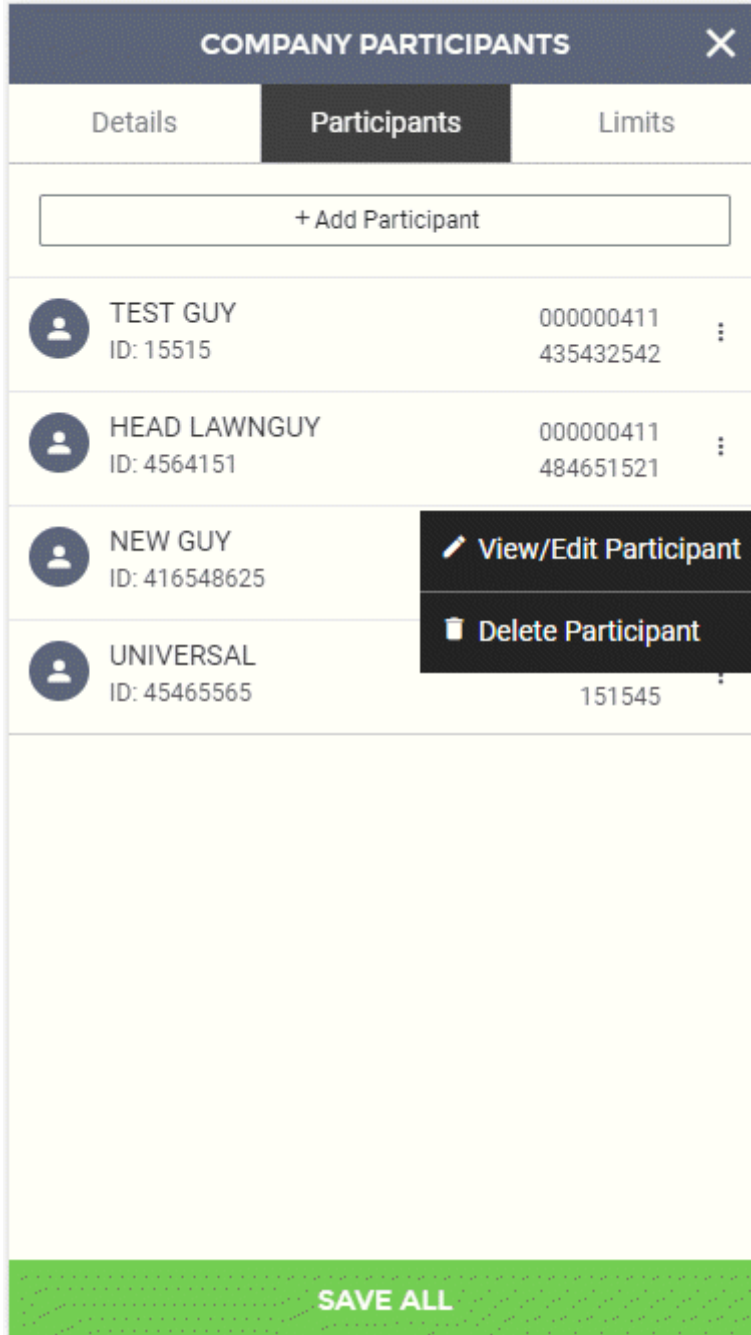 COMPANY PARTICIPANTS
Details Participants Limits
+ Add Participant
TEST GUY 000000411
ID: 15515 435432542
HEAD LAWNGUY 000000411
ID: 4564151 484651521
NEW GUY View/Edit Participant
ID: 416548625
Delete Participant
UNIVERSAL
ID: 45465565 151545
SAVE ALL